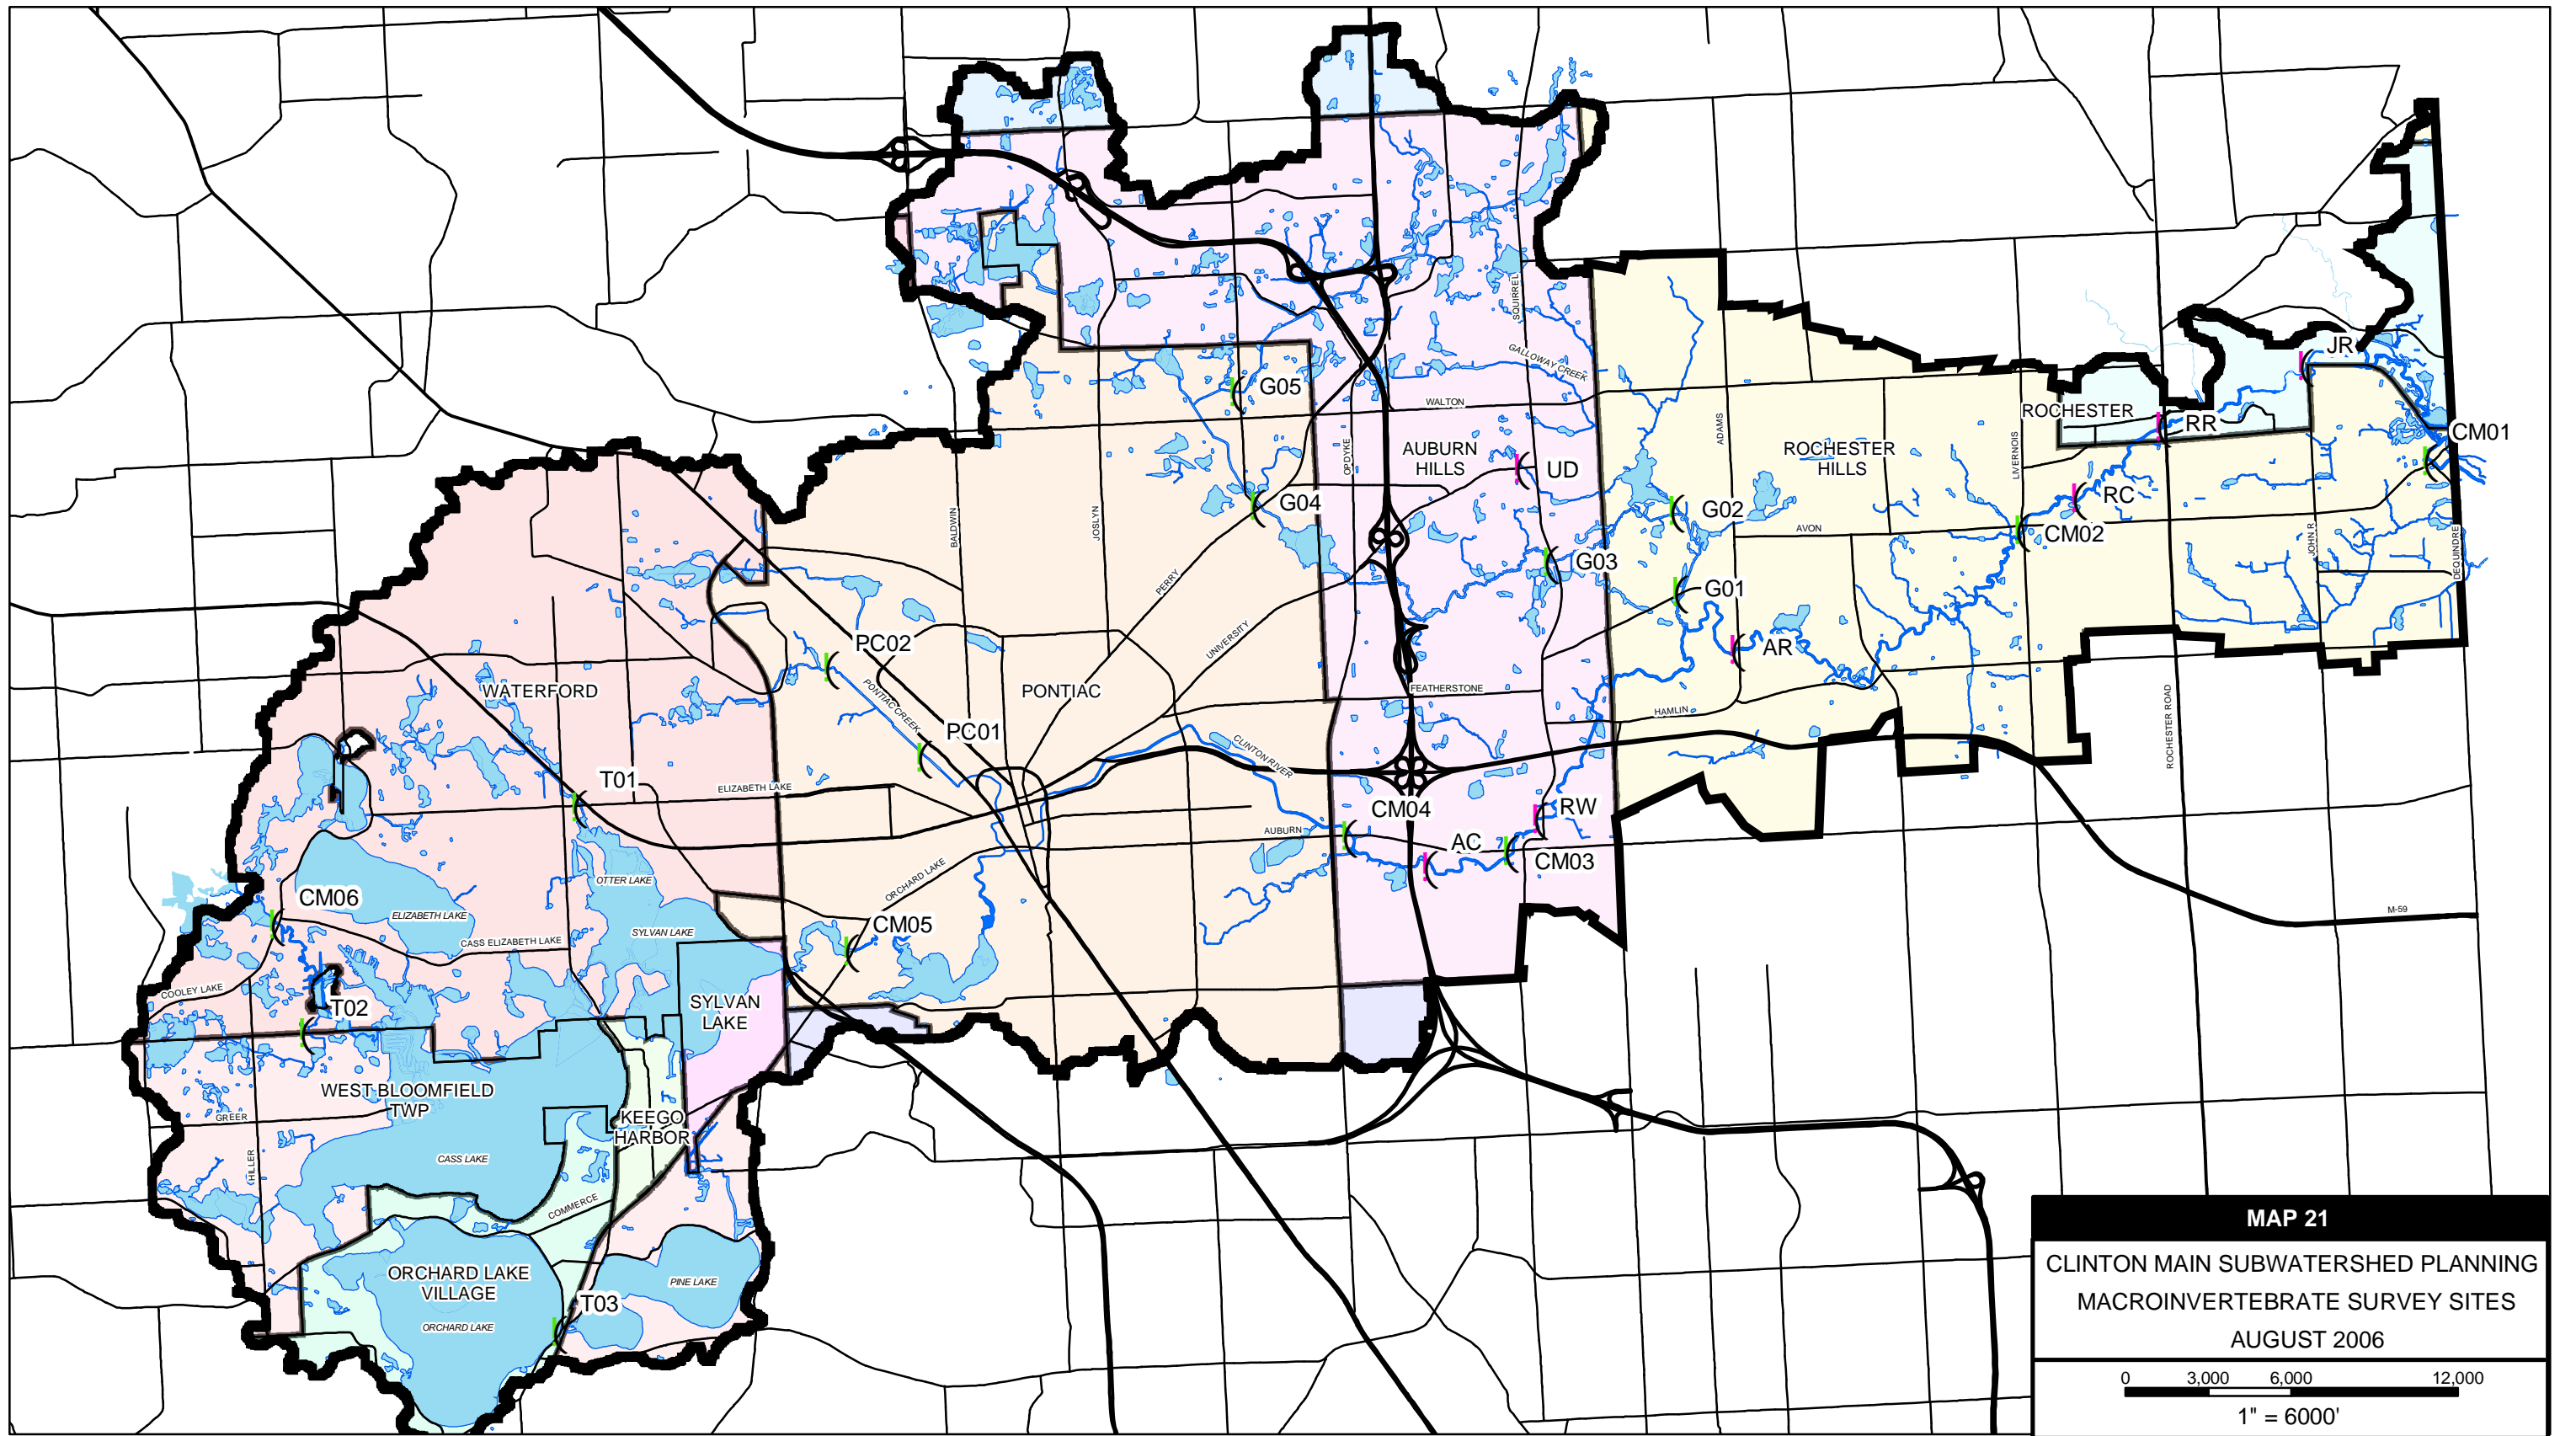 JR
SQUIRREL
GALLOWAY CREEK
G05
WALTON
ROCHESTER
RR
CM01
OPDYKE
ADAMS
AUBURN
HILLS
ROCHESTER
HILLS
LIVERNOIS
UD
RC
G04
G02
BALDWIN
JOSLYN
AVON
CM02
JOHN R
DEQUINDRE
G03
PERRY
G01
UNIVERSITY
PC02
AR
WATERFORD
PONTIAC CREEK
PONTIAC
FEATHERSTONE
HAMLIN
ROCHESTER ROAD
PC01
CLINTON RIVER
T01
ELIZABETH LAKE
CM04
RW
AUBURN
AC
CM03
OTTER LAKE
ORCHARD LAKE
CM06
ELIZABETH LAKE
M-59
CM05
SYLVAN LAKE
CASS ELIZABETH LAKE
COOLEY LAKE
T02
SYLVAN
LAKE
WEST BLOOMFIELD
TWP
GREER
KEEGO
HARBOR
HILLER
CASS LAKE
COMMERCE
ORCHARD LAKE
VILLAGE
PINE LAKE
T03
ORCHARD LAKE
MAP 21
CLINTON MAIN SUBWATERSHED PLANNING
MACROINVERTEBRATE SURVEY SITES
AUGUST 2006
0 3,000 6,000 12,000
1" = 6000'